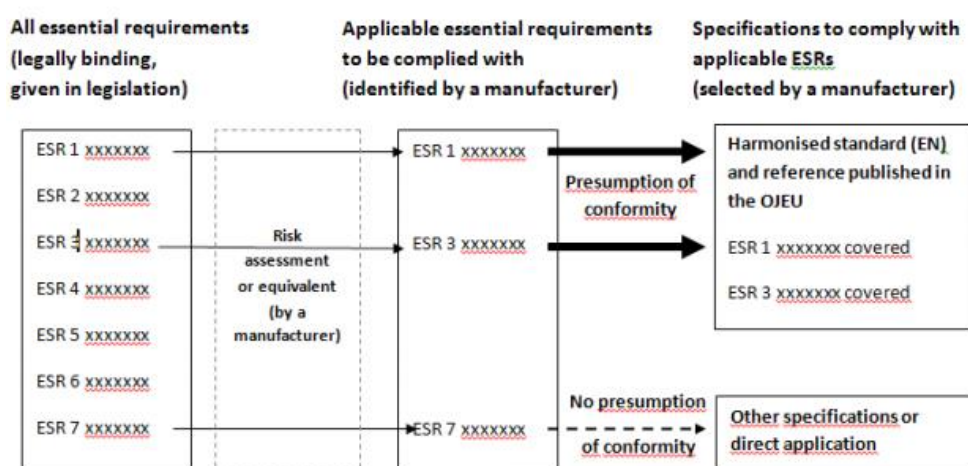 All essential requirements
(legally binding,
given in legislation)
Applicable essential requirements
to be complied with
(identified by a manufacturer)
Specifications to comply with
applicable ESRs
(selected by a manufacturer)
ESR 1 xxxxxxx
ESR 2 xxxxxxx
ESR 3 xxxxxxx
ESR 4 xxxxxxx
ESR 5 xxxxxxx
ESR 6 xxxxxxx
ESR 7 xxxxxxx
Risk
assessment
or equivalent
(by a
manufacturer)
ESR 1 xxxxxxx
ESR 3 xxxxxxx
ESR 7 xxxxxxx
Presumption of
conformity
No presumption
of conformity
Harmonised standard (EN)
and reference published in
the OJEU
ESR 1 xxxxxxx covered
ESR 3 xxxxxxx covered
Other specifications or
direct application